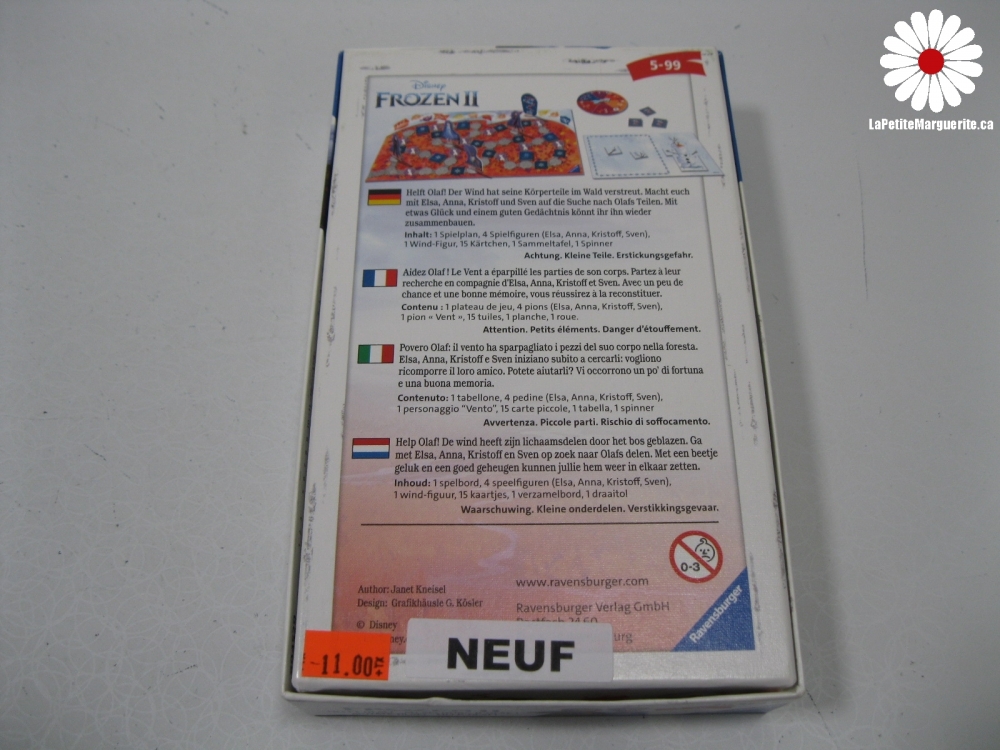 LaPetiteMarguerite.ca
5-99
Disney
FROZEN II
Helft Olaf! Der Wind hat seine Körperteile im Wald verstreut. Macht euch
mit Elsa, Anna, Kristoff und Sven auf die Suche nach Olafs Teilen. Mit
etwas Glück und einem guten Gedächtnis könnt ihr ihn wieder
zusammenbauen.
Inhalt: 1 Spielplan, 4 Spielfiguren (Elsa, Anna, Kristoff, Sven),
1 Wind-Figur, 15 Kärtchen, 1 Sammeltafel, 1 Spinner
Achtung. Kleine Teile. Erstickungsgefahr.
Aidez Olaf ! Le Vent a éparpillé les parties de son corps. Partez à leur
recherche en compagnie d'Elsa, Anna, Kristoff et Sven. Avec un peu de
chance et une bonne mémoire, vous réussirez à la reconstituer.
Contenu : 1 plateau de jeu, 4 pions (Elsa, Anna, Kristoff, Sven),
1 pion « Vent », 15 tuiles, 1 planche, 1 roue.
Attention. Petits éléments. Danger d'étouffement.
Povero Olaf: il vento ha sparpagliato i pezzi del suo corpo nella foresta.
Elsa, Anna, Kristoff e Sven iniziano subito a cercarli: vogliono
ricomporre il loro amico. Potete aiutarli? Vi occorrono un po' di fortuna
e una buona memoria.
Contenuto: 1 tabellone, 4 pedine (Elsa, Anna, Kristoff, Sven),
1 personaggio "Vento", 15 carte piccole, 1 tabella, 1 spinner
Avvertenza. Piccole parti. Rischio di soffocamento.
Help Olaf! De wind heeft zijn lichaamsdelen door het bos geblazen. Ga
met Elsa, Anna, Kristoff en Sven op zoek naar Olafs delen. Met een beetje
geluk en een goed geheugen kunnen jullie hem weer in elkaar zetten.
Inhoud: 1 spelbord, 4 speelfiguren (Elsa, Anna, Kristoff, Sven),
1 wind-figuur, 15 kaartjes, 1 verzamelbord, 1 draaitol
Waarschuwing. Kleine onderdelen. Verstikkingsgevaar.
0-3
www.ravensburger.com
Author: Janet Kneisel
Design: Grafikhäusle G. Kösler
Ravensburger Verlag GmbH
© Disney
Ravensburger
11.00
NEUF